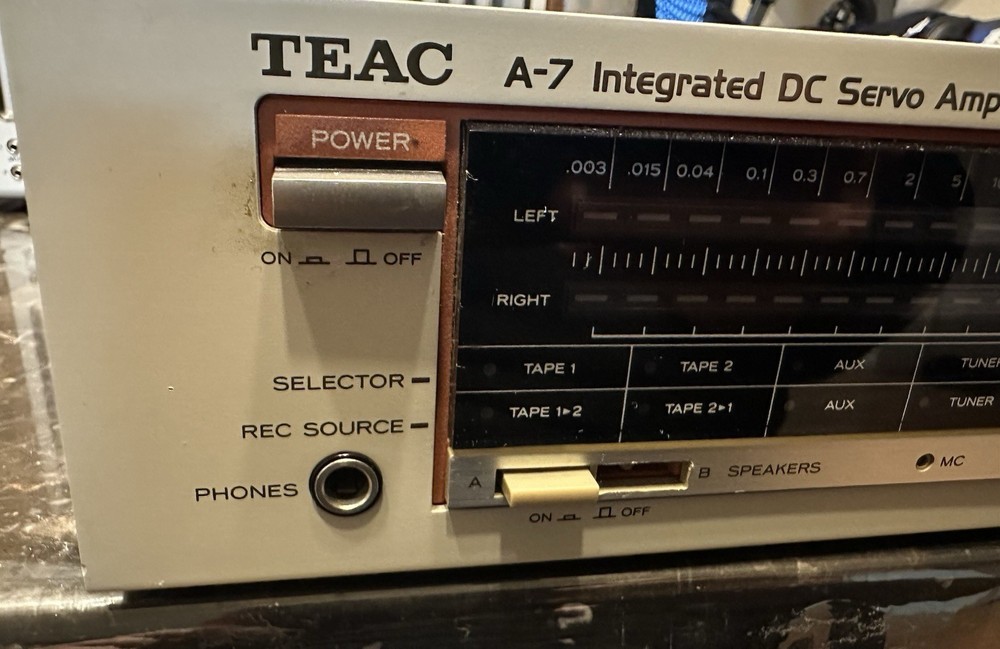 TEAC A-7 Integrated DC Servo Amp
POWER
.003 .015 0.04 0.1 0.3 0.7 2 5
LEFT
ON OFF
RIGHT
TAPE 1 TAPE 2 AUX TUNER
SELECTOR
TAPE 1▸2 TAPE 2▸1 AUX TUNER
REC SOURCE
A B SPEAKERS MC
PHONES
ON OFF